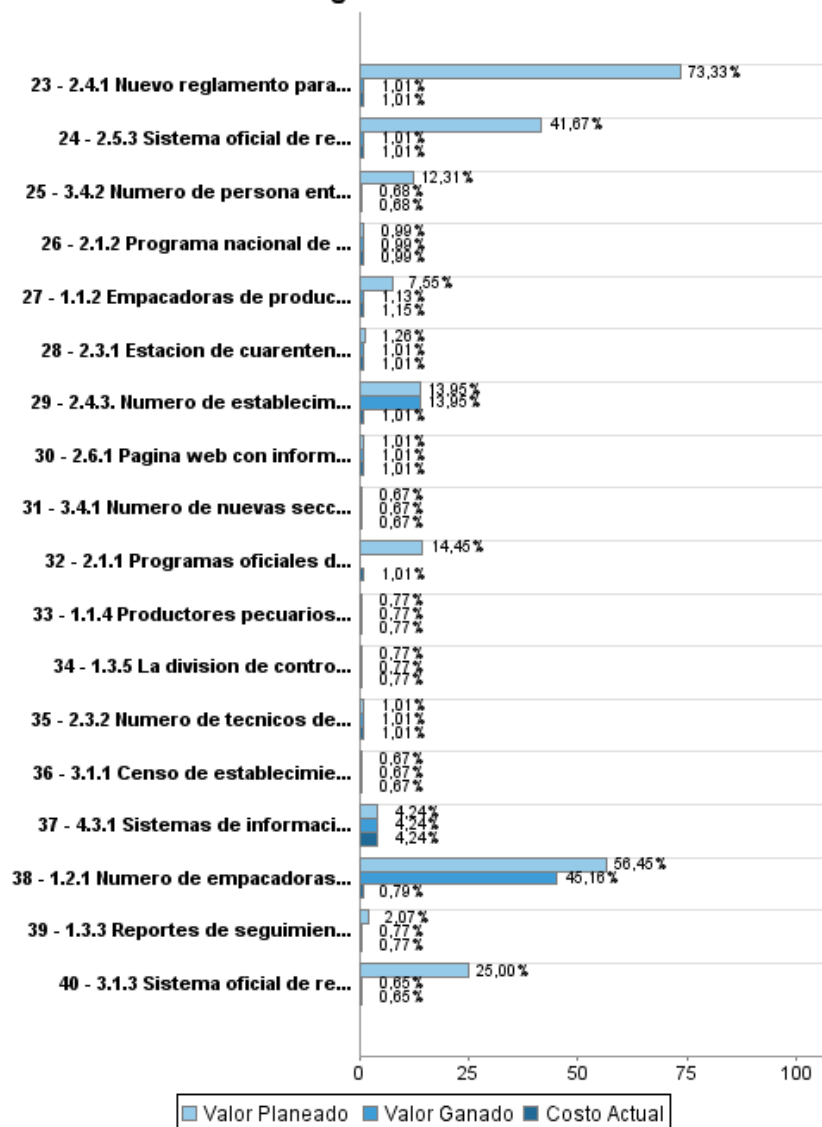 23 - 2.4.1 Nuevo reglamento para...
73,33%
1,01%
1,01%
24 - 2.5.3 Sistema oficial de re...
41,67%
1,01%
1,01%
25 - 3.4.2 Numero de persona ent...
12,31%
0,68%
0,68%
26 - 2.1.2 Programa nacional de ...
0,99%
0,99%
0,99%
27 - 1.1.2 Empacadoras de produc...
7,55%
1,13%
1,15%
28 - 2.3.1 Estacion de cuarenten...
1,26%
1,01%
1,01%
29 - 2.4.3. Numero de establecim...
13,95%
13,95%
1,01%
30 - 2.6.1 Pagina web con inform...
1,01%
1,01%
1,01%
31 - 3.4.1 Numero de nuevas secc...
0,67%
0,67%
0,67%
32 - 2.1.1 Programas oficiales d...
14,45%
1,01%
33 - 1.1.4 Productores pecuarios...
0,77%
0,77%
0,77%
34 - 1.3.5 La division de contro...
0,77%
0,77%
0,77%
35 - 2.3.2 Numero de tecnicos de...
1,01%
1,01%
1,01%
36 - 3.1.1 Censo de establecimie...
0,67%
0,67%
0,67%
37 - 4.3.1 Sistemas de informaci...
4,24%
4,24%
4,24%
38 - 1.2.1 Numero de empacadoras...
56,45%
45,16%
0,79%
39 - 1.3.3 Reportes de seguimien...
2,07%
0,77%
0,77%
40 - 3.1.3 Sistema oficial de re...
25,00%
0,65%
0,65%
0 25 50 75 100
Valor Planeado Valor Ganado Costo Actual